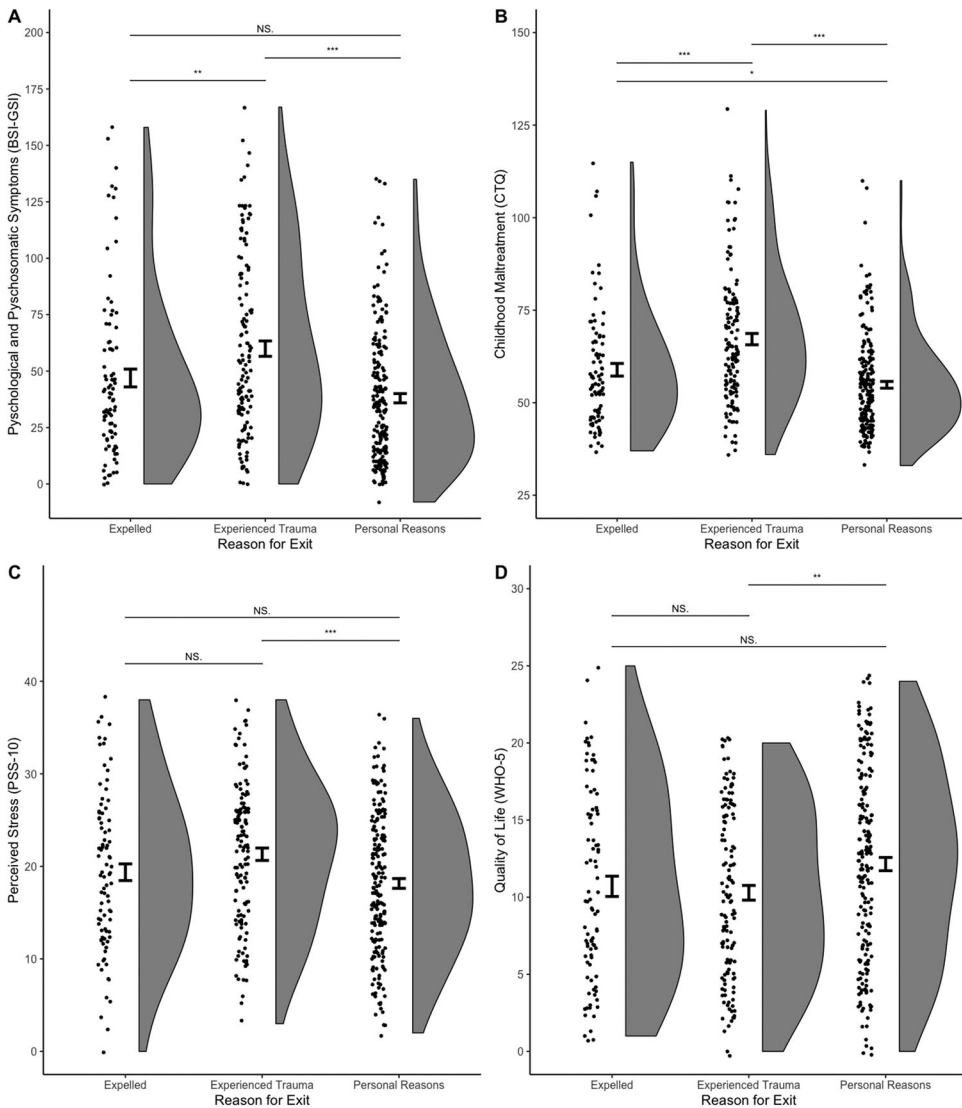 A
Pyschological and Pyschosomatic Symptoms (BSI-GSI)
200
175
150
125
100
75
50
25
0
NS.
***
**
Expelled
Experienced Trauma
Personal Reasons
Reason for Exit
B
Childhood Maltreatment (CTQ)
150
125
100
75
50
25
***
***
*
Expelled
Experienced Trauma
Personal Reasons
Reason for Exit
C
Perceived Stress (PSS-10)
40
30
20
10
0
NS.
***
NS.
Expelled
Experienced Trauma
Personal Reasons
Reason for Exit
D
Quality of Life (WHO-5)
30
25
20
15
10
5
0
**
NS.
NS.
Expelled
Experienced Trauma
Personal Reasons
Reason for Exit